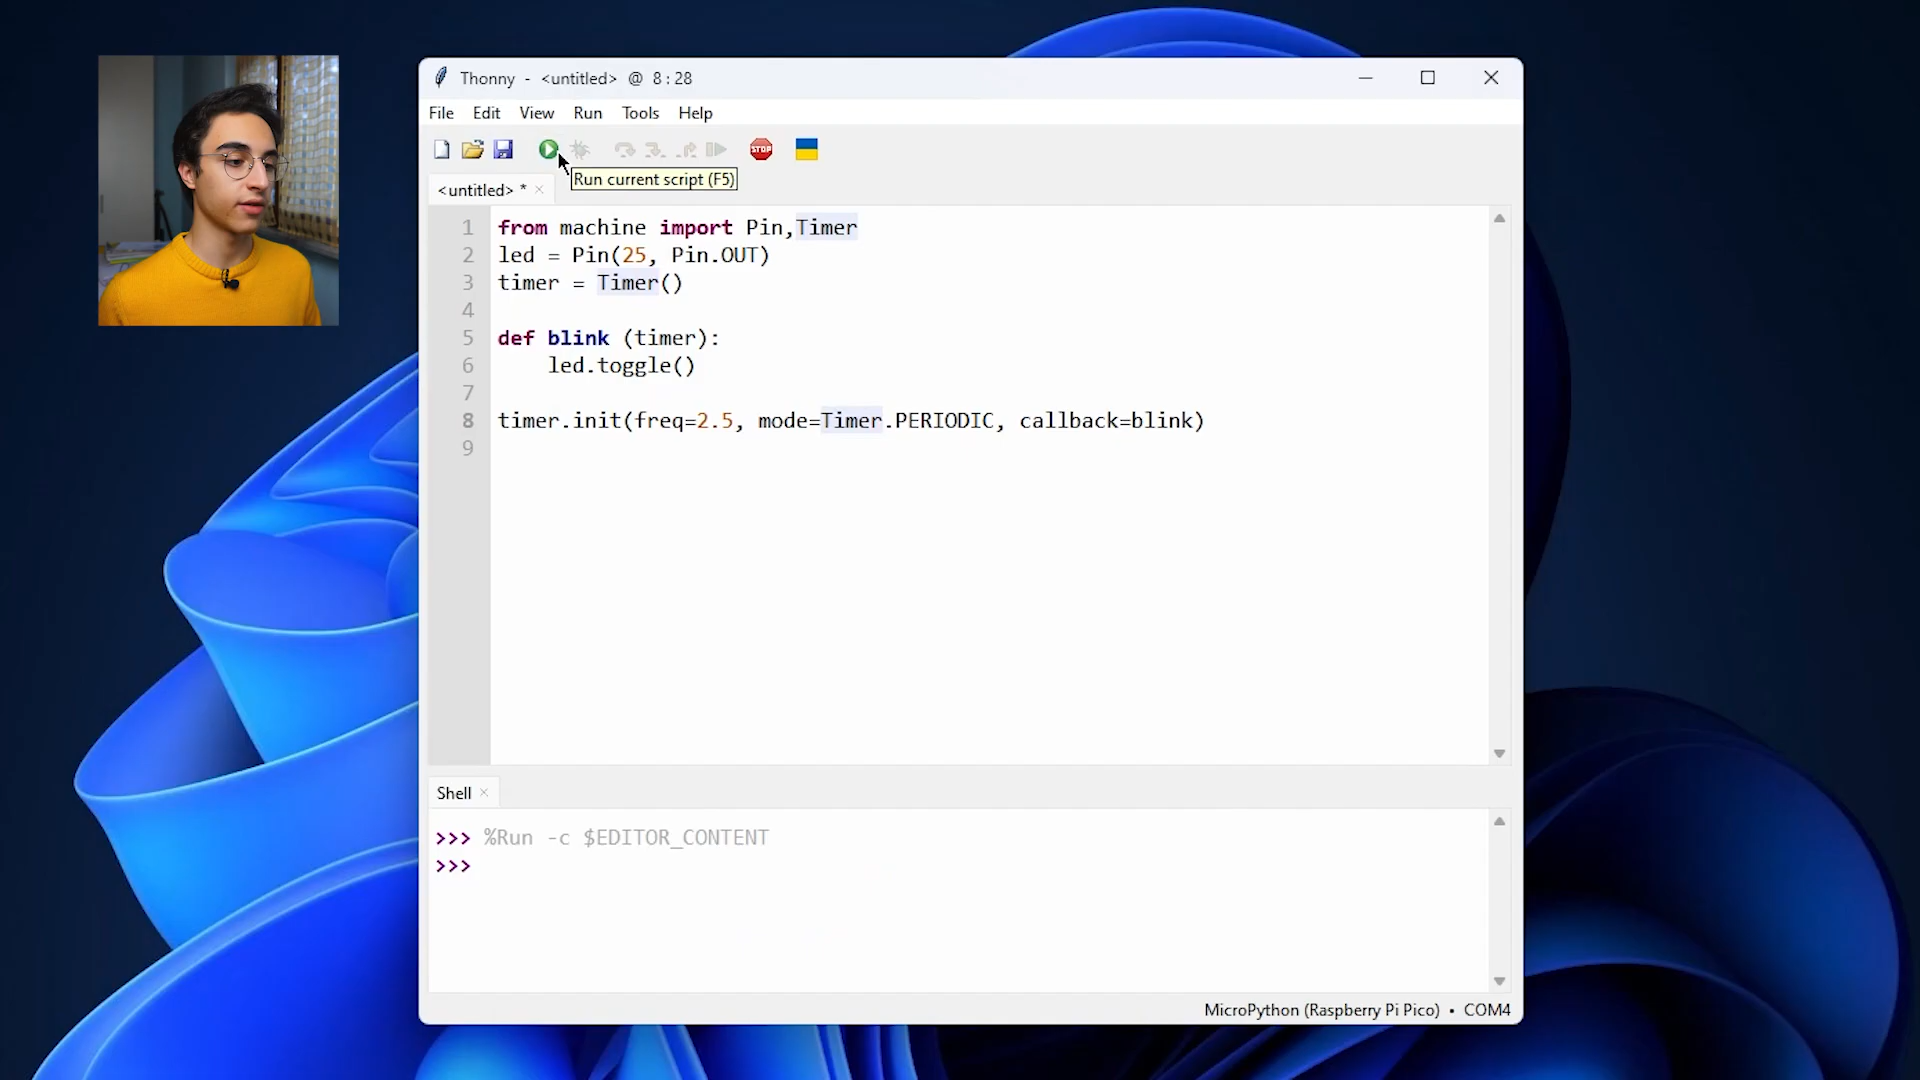 Thonny - <untitled> @ 8:28
File Edit View Run Tools Help
STOP
Run current script (F5)
<untitled> * ×
1 from machine import Pin,Timer
2 led = Pin(25, Pin.OUT)
3 timer = Timer()
4
5 def blink (timer):
6     led.toggle()
7
8 timer.init(freq=2.5, mode=Timer.PERIODIC, callback=blink)
9
Shell ×
>>> %Run -c $EDITOR_CONTENT
>>>
MicroPython (Raspberry Pi Pico) • COM4